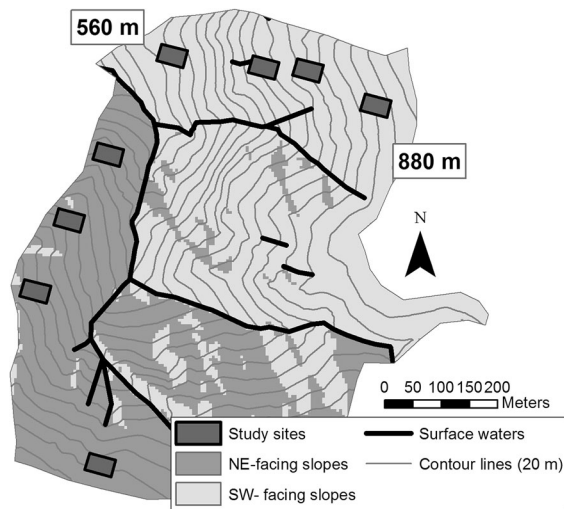 560 m
880 m
N
0 50 100 150 200
Meters
Study sites
Surface waters
NE-facing slopes
Contour lines (20 m)
SW- facing slopes